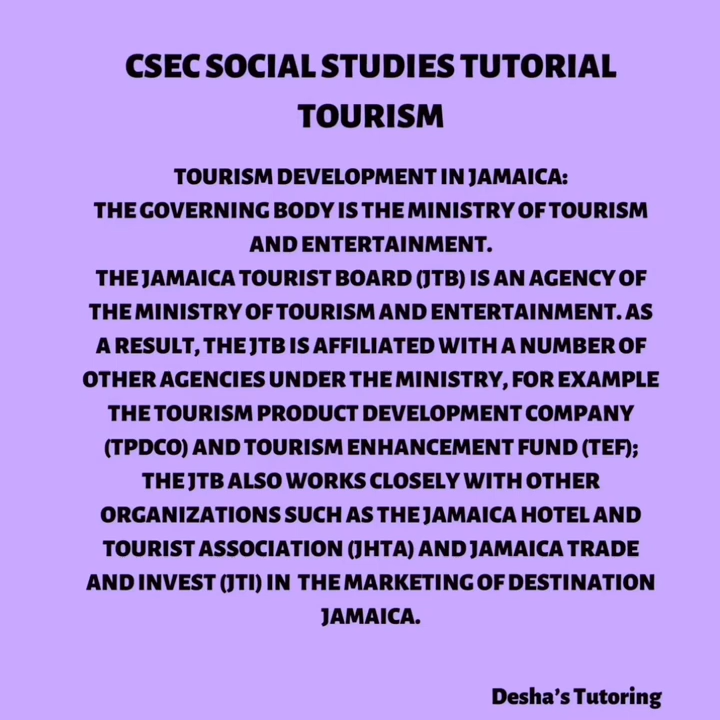 CSEC SOCIAL STUDIES TUTORIAL
TOURISM
TOURISM DEVELOPMENT IN JAMAICA:
THE GOVERNING BODY IS THE MINISTRY OF TOURISM
AND ENTERTAINMENT.
THE JAMAICA TOURIST BOARD (JTB) IS AN AGENCY OF
THE MINISTRY OF TOURISM AND ENTERTAINMENT. AS
A RESULT, THE JTB IS AFFILIATED WITH A NUMBER OF
OTHER AGENCIES UNDER THE MINISTRY, FOR EXAMPLE
THE TOURISM PRODUCT DEVELOPMENT COMPANY
(TPDCO) AND TOURISM ENHANCEMENT FUND (TEF);
THE JTB ALSO WORKS CLOSELY WITH OTHER
ORGANIZATIONS SUCH AS THE JAMAICA HOTEL AND
TOURIST ASSOCIATION (JHTA) AND JAMAICA TRADE
AND INVEST (JTI) IN THE MARKETING OF DESTINATION
JAMAICA.
Desha's Tutoring